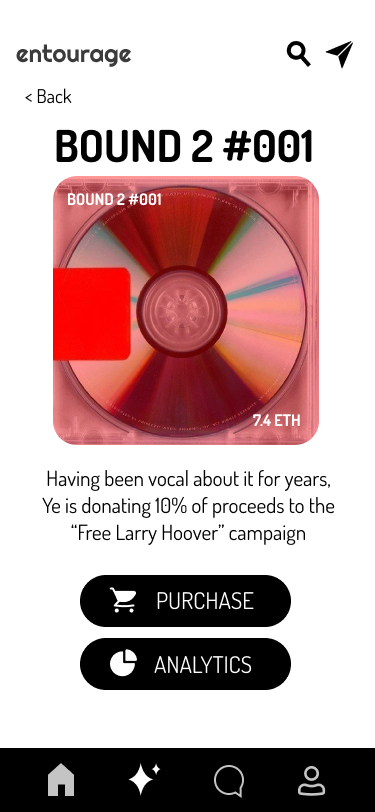 entourage
< Back
BOUND 2 #001
BOUND 2 #001
7.4 ETH
Having been vocal about it for years,
Ye is donating 10% of proceeds to the
“Free Larry Hoover” campaign
PURCHASE
ANALYTICS